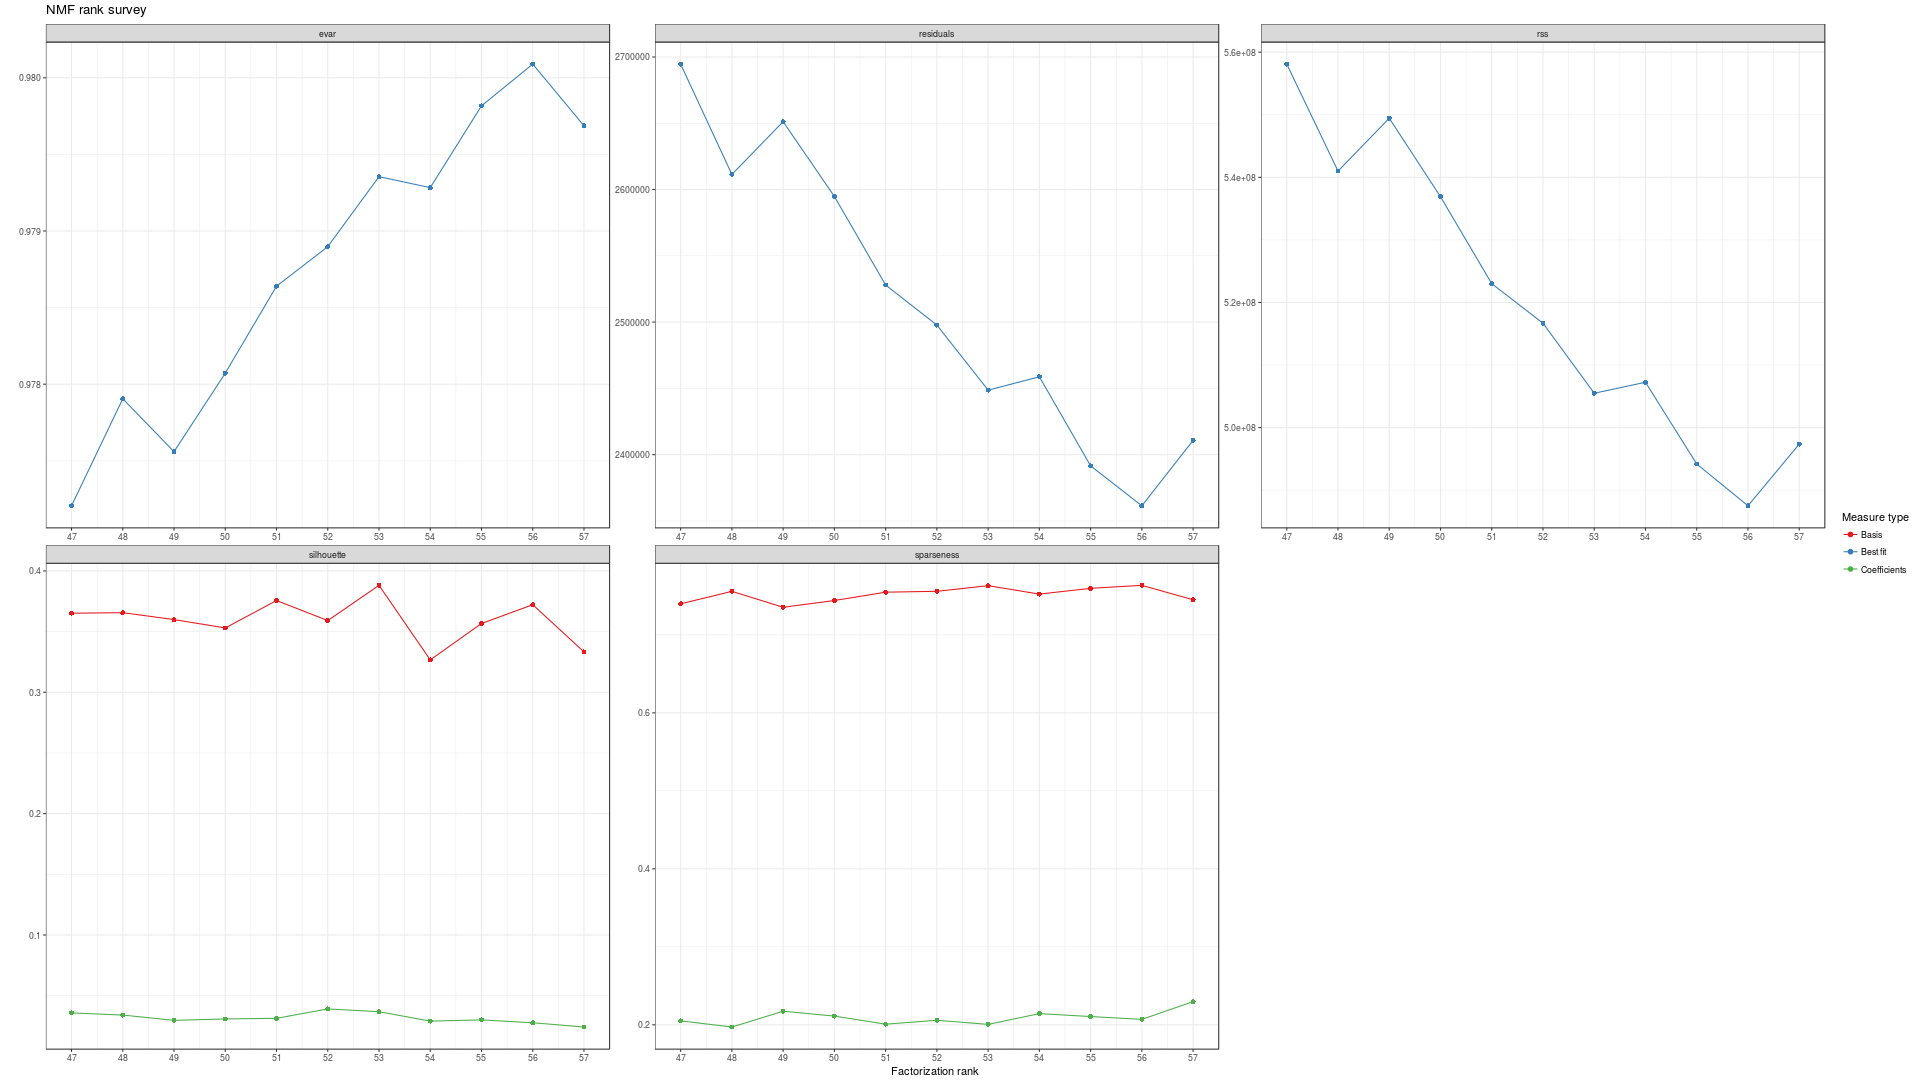 NMF rank survey
evar
residuals
rss
0.980
0.979
0.978
2700000
2600000
2500000
2400000
5.6e+08
5.4e+08
5.2e+08
5.0e+08
47 48 49 50 51 52 53 54 55 56 57
47 48 49 50 51 52 53 54 55 56 57
47 48 49 50 51 52 53 54 55 56 57
Measure type
Basis
Best fit
Coefficients
silhouette
sparseness
0.4
0.3
0.2
0.1
0.6
0.4
0.2
47 48 49 50 51 52 53 54 55 56 57
47 48 49 50 51 52 53 54 55 56 57
Factorization rank